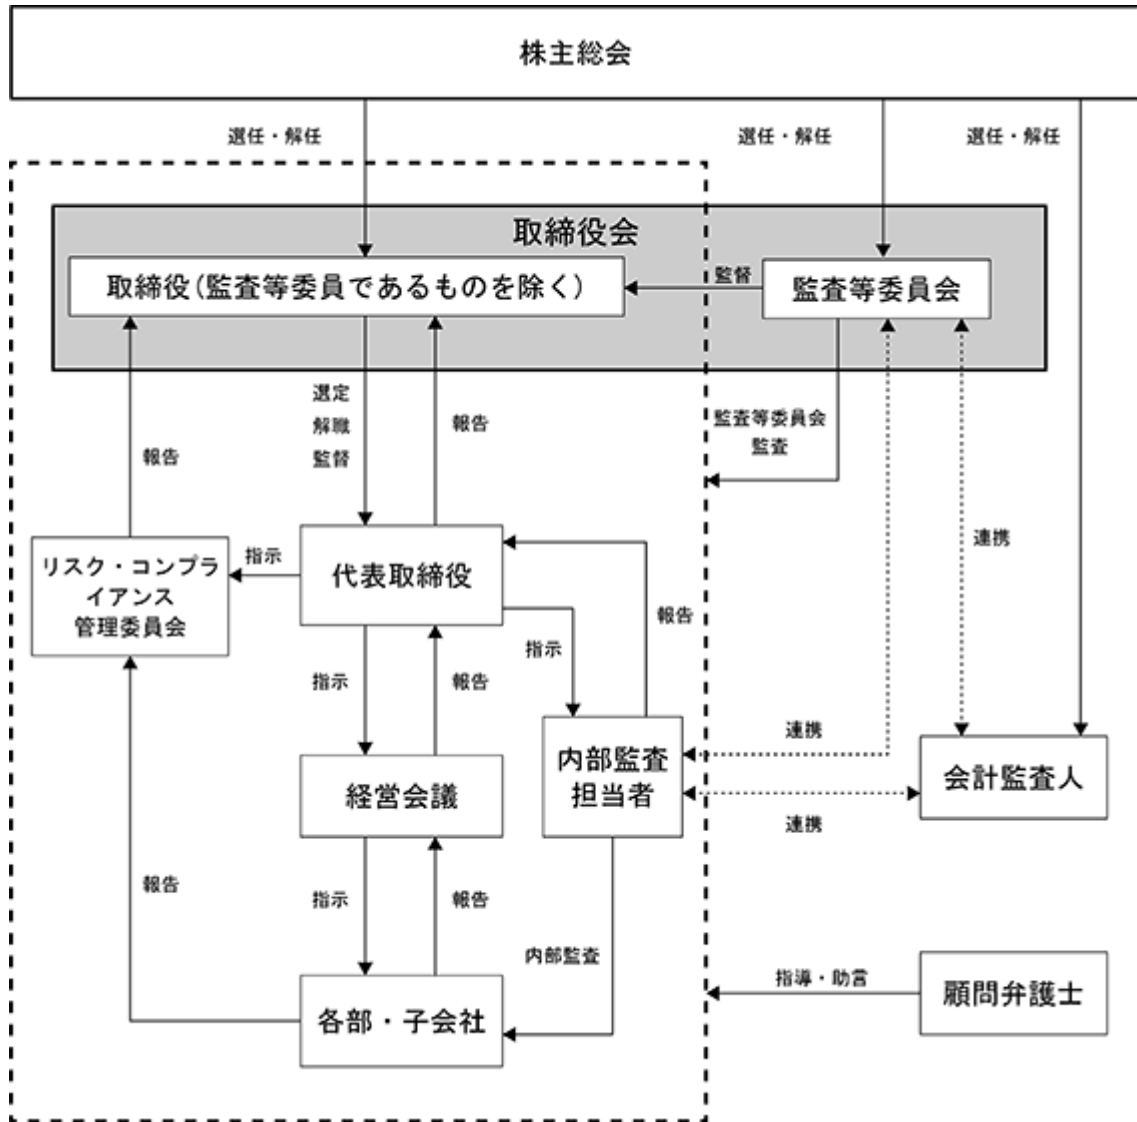 株主総会
選任・解任
選任・解任
選任・解任
取締役会
取締役(監査等委員であるものを除く)
監督
監査等委員会
選定
解職
監督
報告
報告
監査等委員会
監査
連携
リスク・コンプラ
イアンス
管理委員会
指示
代表取締役
報告
指示
指示
報告
連携
内部監査
担当者
会計監査人
経営会議
連携
報告
指示
報告
内部監査
各部・子会社
指導・助言
顧問弁護士